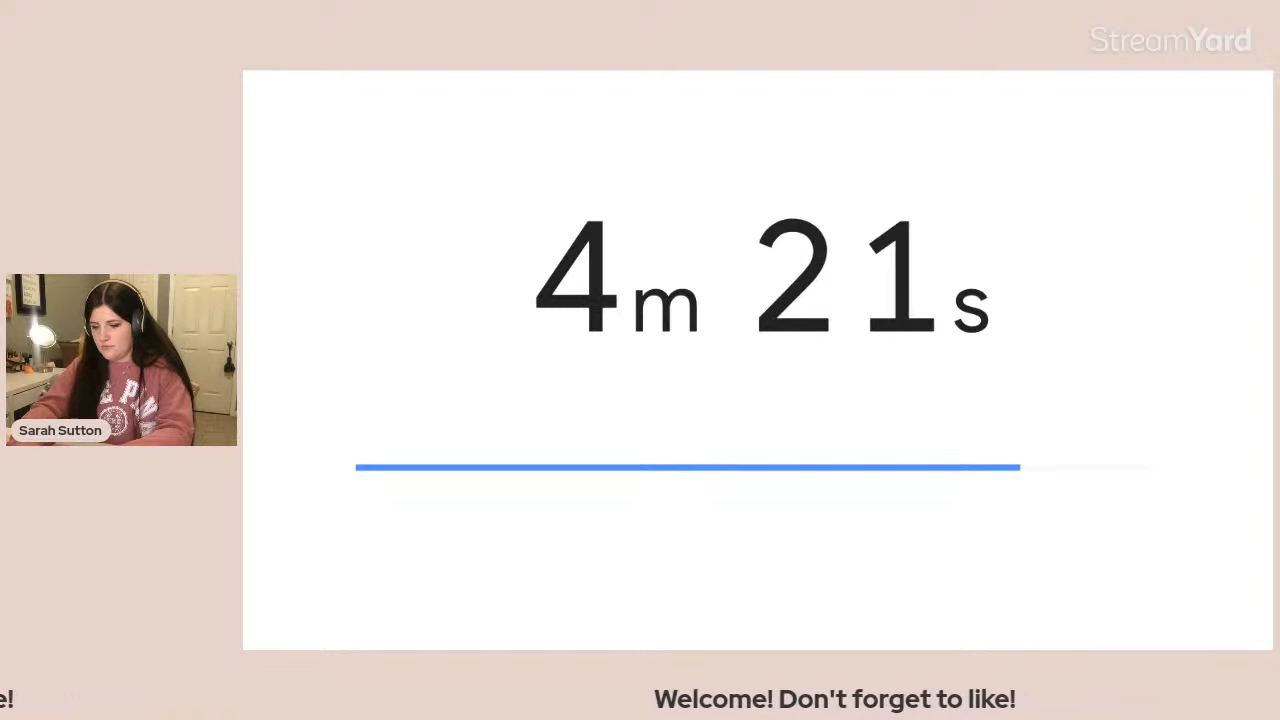 StreamYard
4m 21s
Sarah Sutton
e!
Welcome! Don't forget to like!